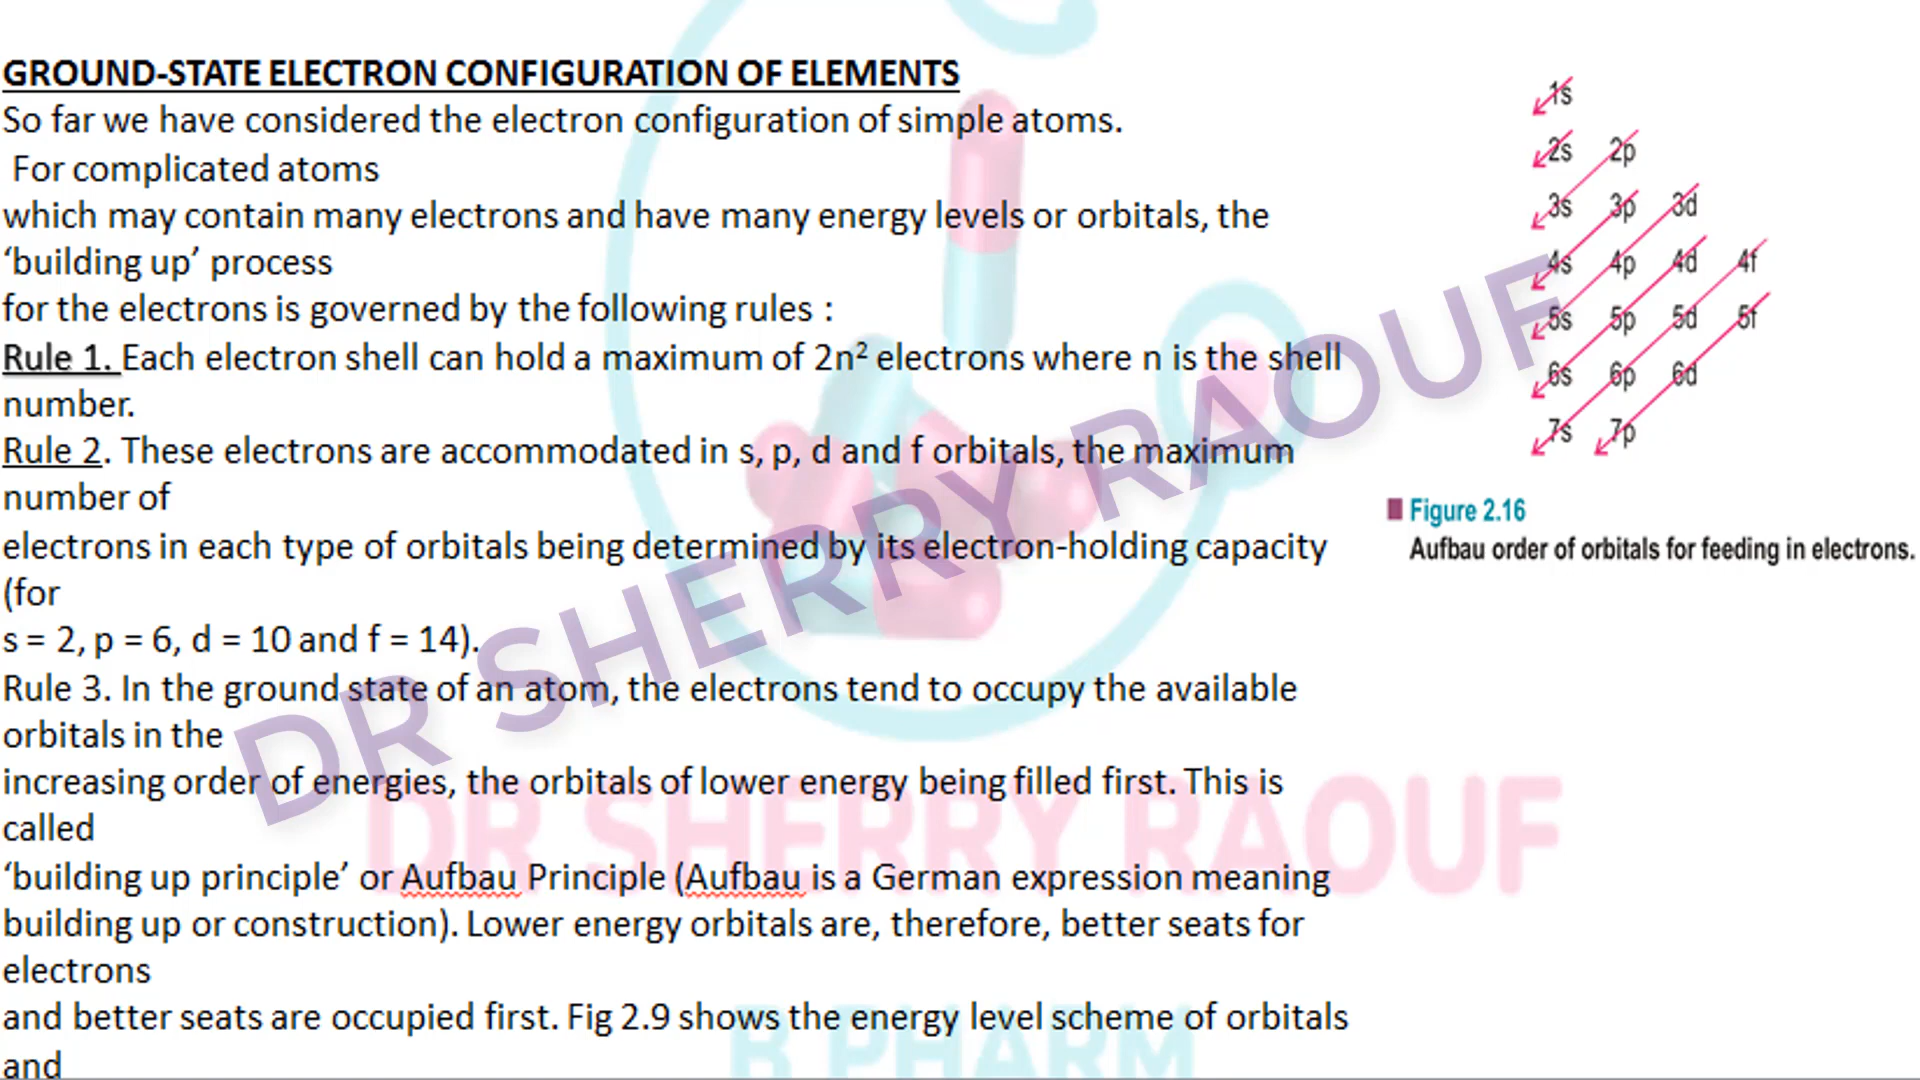 GROUND-STATE ELECTRON CONFIGURATION OF ELEMENTS
So far we have considered the electron configuration of simple atoms.
For complicated atoms
which may contain many electrons and have many energy levels or orbitals, the
‘building up’ process
for the electrons is governed by the following rules :
Rule 1. Each electron shell can hold a maximum of 2n² electrons where n is the shell
number.
Rule 2. These electrons are accommodated in s, p, d and f orbitals, the maximum
number of
electrons in each type of orbitals being determined by its electron-holding capacity
(for
s = 2, p = 6, d = 10 and f = 14).
Rule 3. In the ground state of an atom, the electrons tend to occupy the available
orbitals in the
increasing order of energies, the orbitals of lower energy being filled first. This is
called
‘building up principle’ or Aufbau Principle (Aufbau is a German expression meaning
building up or construction). Lower energy orbitals are, therefore, better seats for
electrons
and better seats are occupied first. Fig 2.9 shows the energy level scheme of orbitals
and
1s
2s 2p
3s 3p 3d
4s 4p 4d 4f
5s 5p 5d 5f
6s 6p 6d
7s 7p
Figure 2.16
Aufbau order of orbitals for feeding in electrons.
DR SHERRY RAOUF
DR SHERRY RAOUF
B PHARM